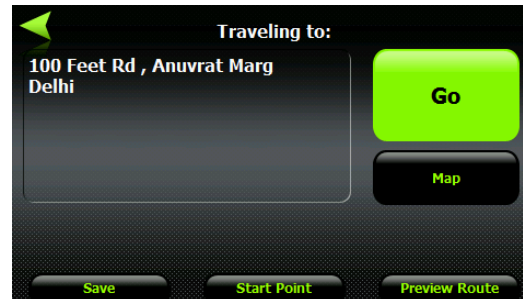 Traveling to:
100 Feet Rd , Anuvrat Marg
Delhi
Go
Map
Save
Start Point
Preview Route